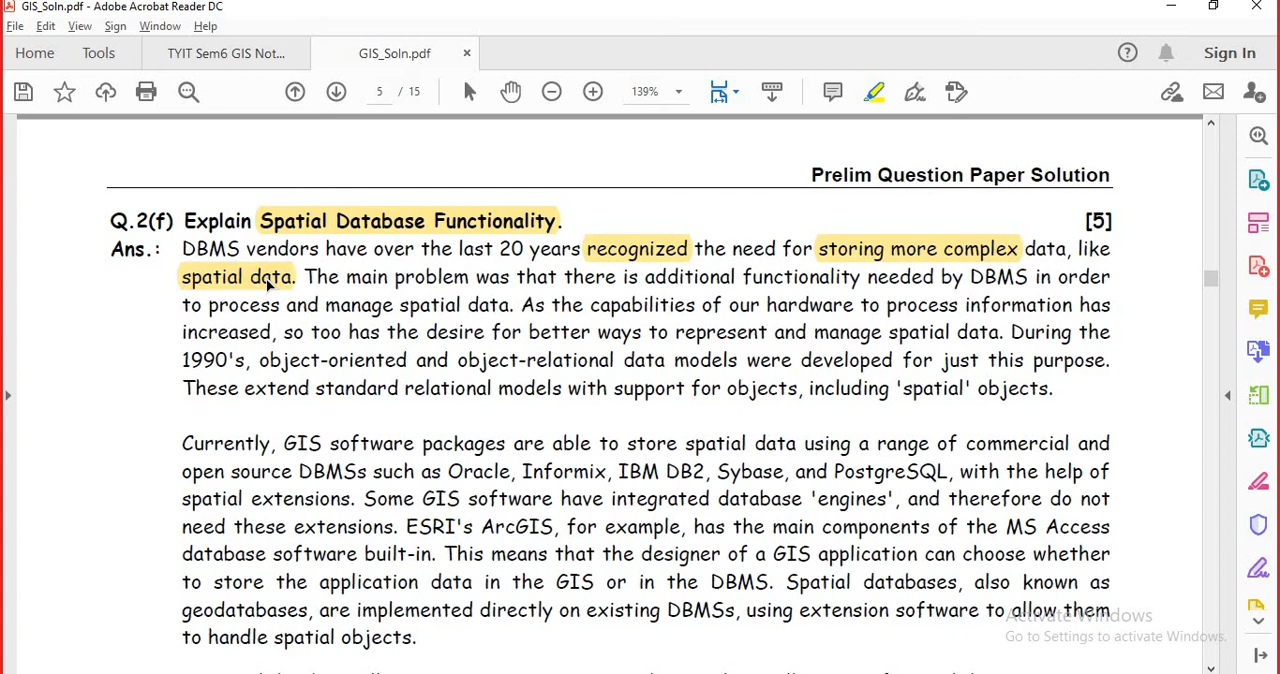 GIS_Soln.pdf - Adobe Acrobat Reader DC
File Edit View Sign Window Help
Home Tools TYIT Sem6 GIS Not... GIS_Soln.pdf × Sign In
5 / 15 139%
Prelim Question Paper Solution
Q.2(f) Explain Spatial Database Functionality. [5]
Ans.: DBMS vendors have over the last 20 years recognized the need for storing more complex data, like
spatial data. The main problem was that there is additional functionality needed by DBMS in order
to process and manage spatial data. As the capabilities of our hardware to process information has
increased, so too has the desire for better ways to represent and manage spatial data. During the
1990's, object-oriented and object-relational data models were developed for just this purpose.
These extend standard relational models with support for objects, including 'spatial' objects.
Currently, GIS software packages are able to store spatial data using a range of commercial and
open source DBMSs such as Oracle, Informix, IBM DB2, Sybase, and PostgreSQL, with the help of
spatial extensions. Some GIS software have integrated database 'engines', and therefore do not
need these extensions. ESRI's ArcGIS, for example, has the main components of the MS Access
database software built-in. This means that the designer of a GIS application can choose whether
to store the application data in the GIS or in the DBMS. Spatial databases, also known as
geodatabases, are implemented directly on existing DBMSs, using extension software to allow them
to handle spatial objects.
Activate Windows
Go to Settings to activate Windows.